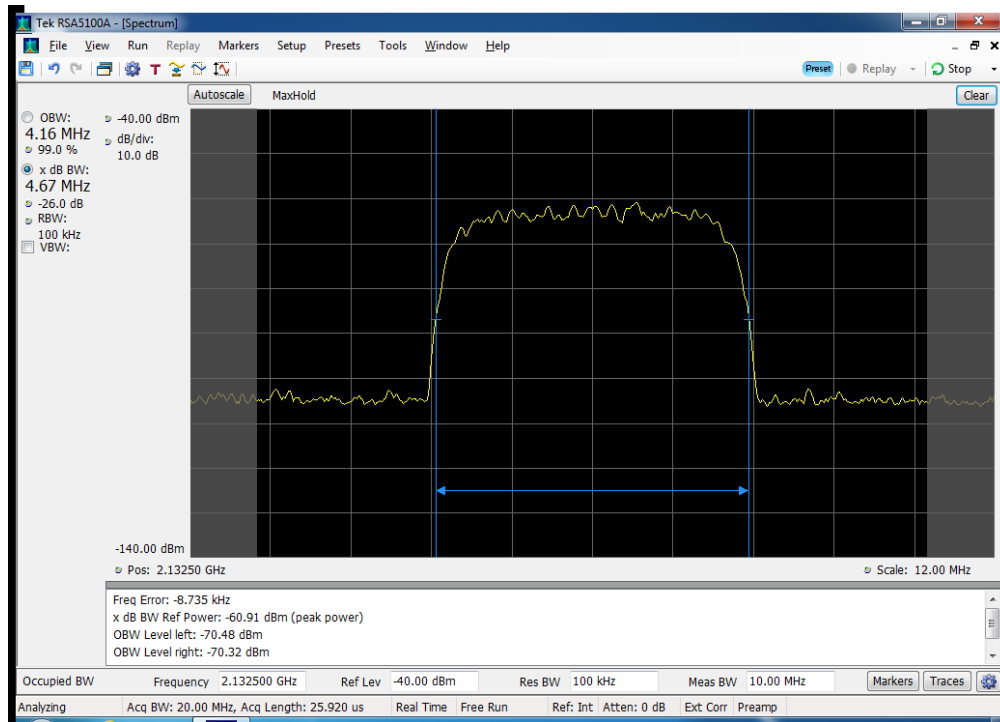 Tek RSA5100A - [Spectrum]
File View Run Replay Markers Setup Presets Tools Window Help
T Preset Replay Stop
Autoscale MaxHold Clear
OBW: -40.00 dBm
4.16 MHz dB/div:
99.0 % 10.0 dB
x dB BW:
4.67 MHz
-26.0 dB
RBW:
100 kHz
VBW:
-140.00 dBm
Pos: 2.13250 GHz Scale: 12.00 MHz
Freq Error: -8.735 kHz
x dB BW Ref Power: -60.91 dBm (peak power)
OBW Level left: -70.48 dBm
OBW Level right: -70.32 dBm
Occupied BW Frequency 2.132500 GHz Ref Lev -40.00 dBm Res BW 100 kHz Meas BW 10.00 MHz Markers Traces
Analyzing Acq BW: 20.00 MHz, Acq Length: 25.920 us Real Time Free Run Ref: Int Atten: 0 dB Ext Corr Preamp